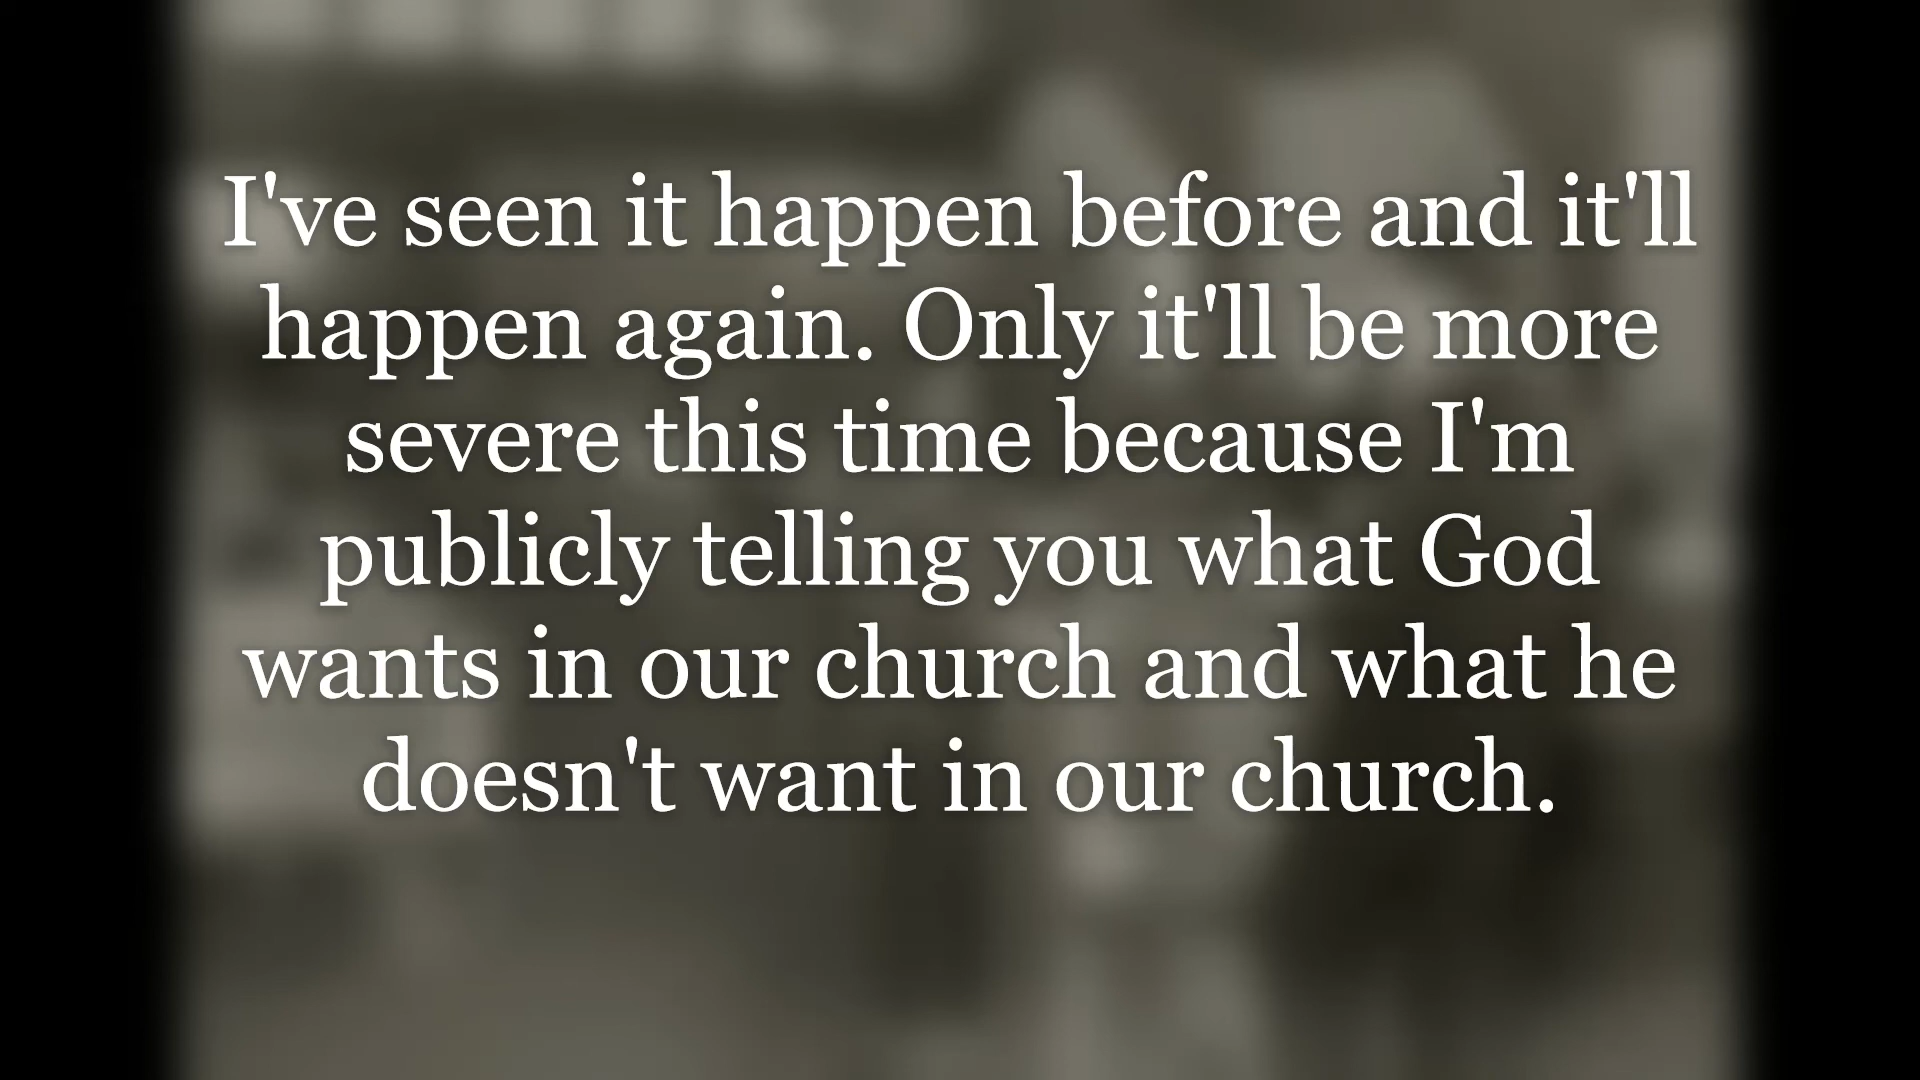 I've seen it happen before and it'll
happen again. Only it'll be more
severe this time because I'm
publicly telling you what God
wants in our church and what he
doesn't want in our church.